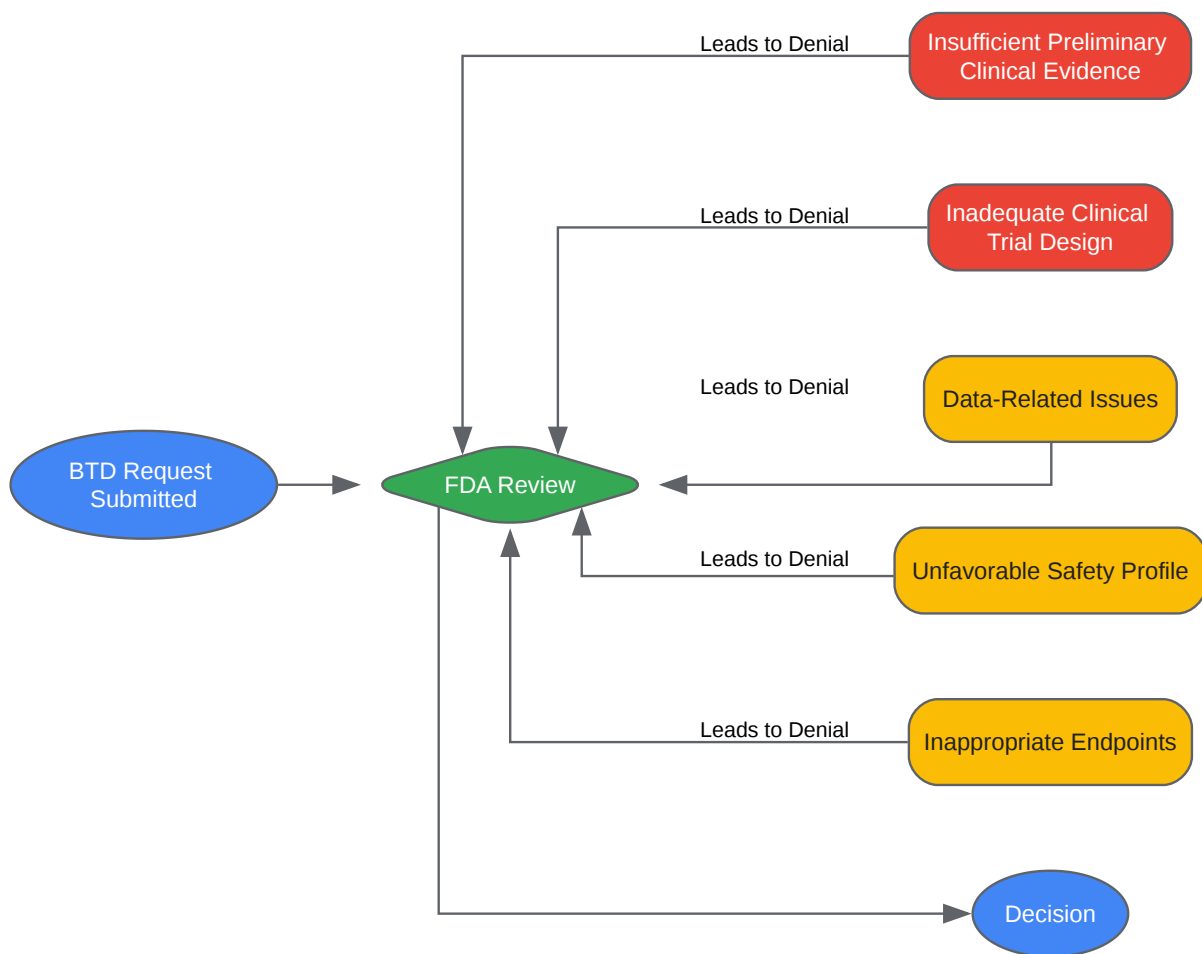 Leads to Denial
Insufficient Preliminary
Clinical Evidence
Leads to Denial
Inadequate Clinical
Trial Design
Leads to Denial
Data-Related Issues
BTD Request
Submitted
FDA Review
Leads to Denial
Unfavorable Safety Profile
Leads to Denial
Inappropriate Endpoints
Decision